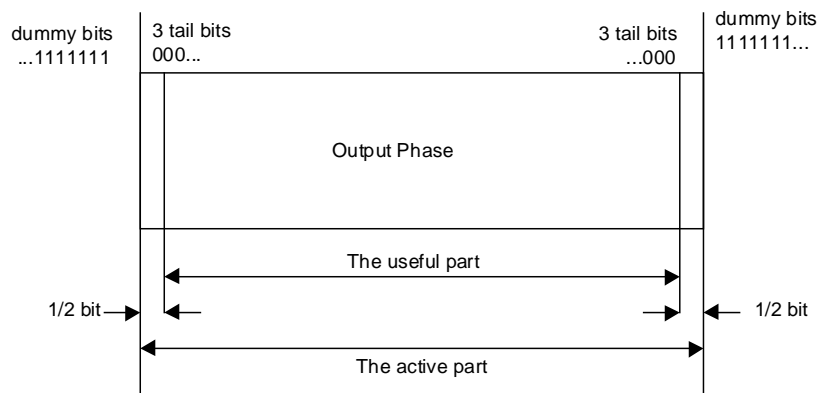 dummy bits
...1111111
3 tail bits
000...
3 tail bits
...000
dummy bits
1111111...
Output Phase
The useful part
1/2 bit
1/2 bit
The active part